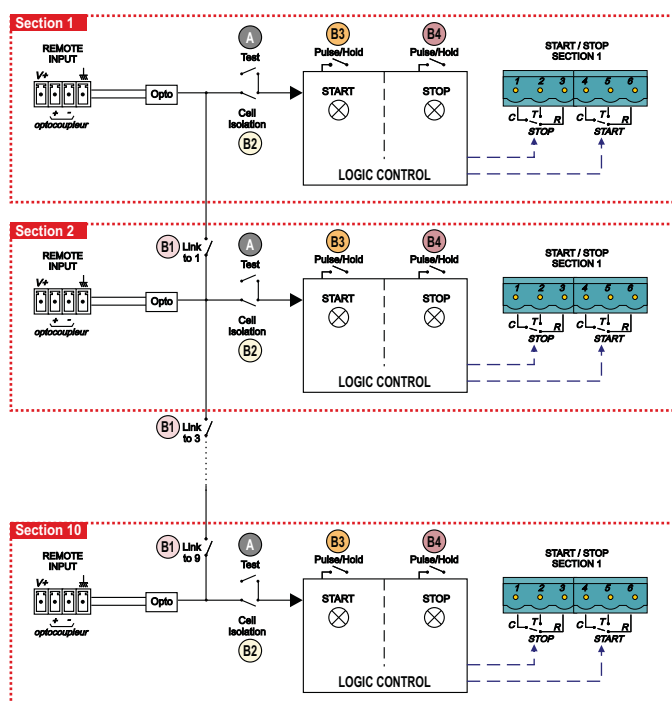 Section 1
REMOTE
INPUT
V+
+ -
optocoupleur
Opto
A
Test
Cell
Isolation
B2
B3
Pulse/Hold
START
B4
Pulse/Hold
STOP
LOGIC CONTROL
START / STOP
SECTION 1
1 2 3 4 5 6
C T R C T R
STOP START
Section 2
REMOTE
INPUT
V+
+ -
optocoupleur
B1 Link
to 1
Opto
A
Test
Cell
Isolation
B2
B3
Pulse/Hold
START
B4
Pulse/Hold
STOP
LOGIC CONTROL
START / STOP
SECTION 1
1 2 3 4 5 6
C T R C T R
STOP START
B1 Link
to 3
Section 10
REMOTE
INPUT
V+
+ -
optocoupleur
B1 Link
to 9
Opto
A
Test
Cell
Isolation
B2
B3
Pulse/Hold
START
B4
Pulse/Hold
STOP
LOGIC CONTROL
START / STOP
SECTION 1
1 2 3 4 5 6
C T R C T R
STOP START